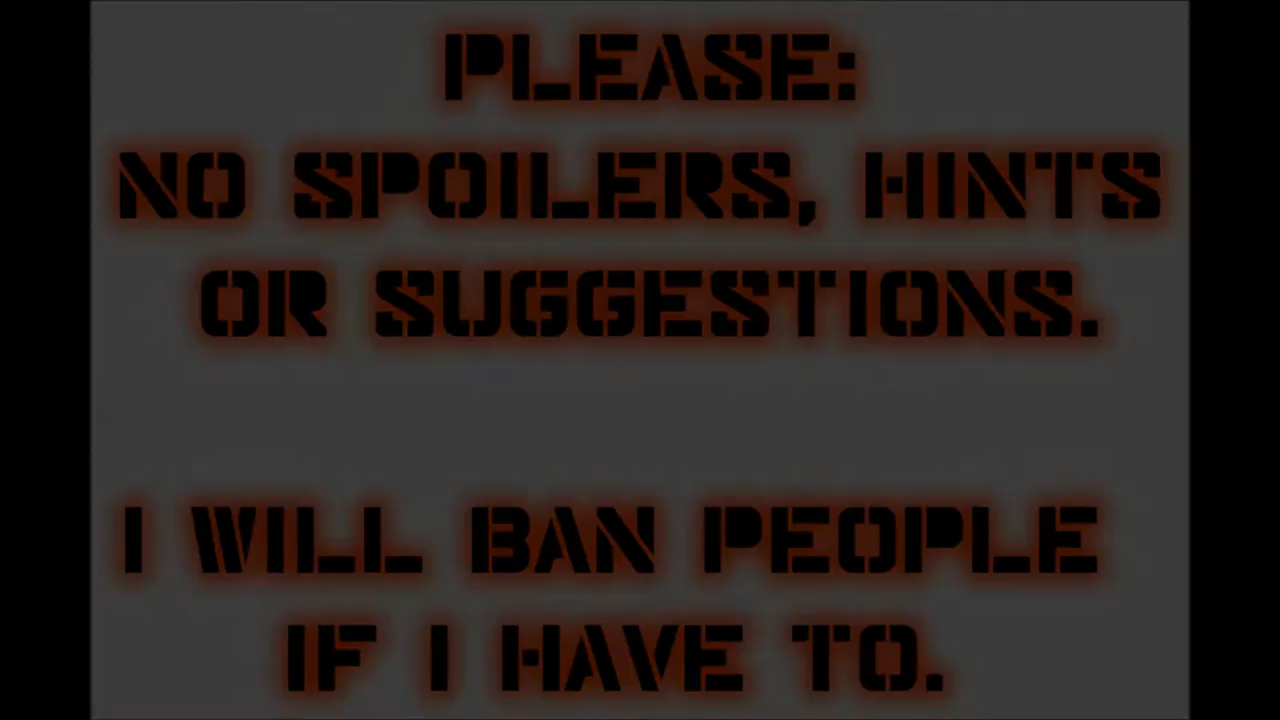 PLEASE:
NO SPOILERS, HINTS
OR SUGGESTIONS.
I WILL BAN PEOPLE
IF I HAVE TO.